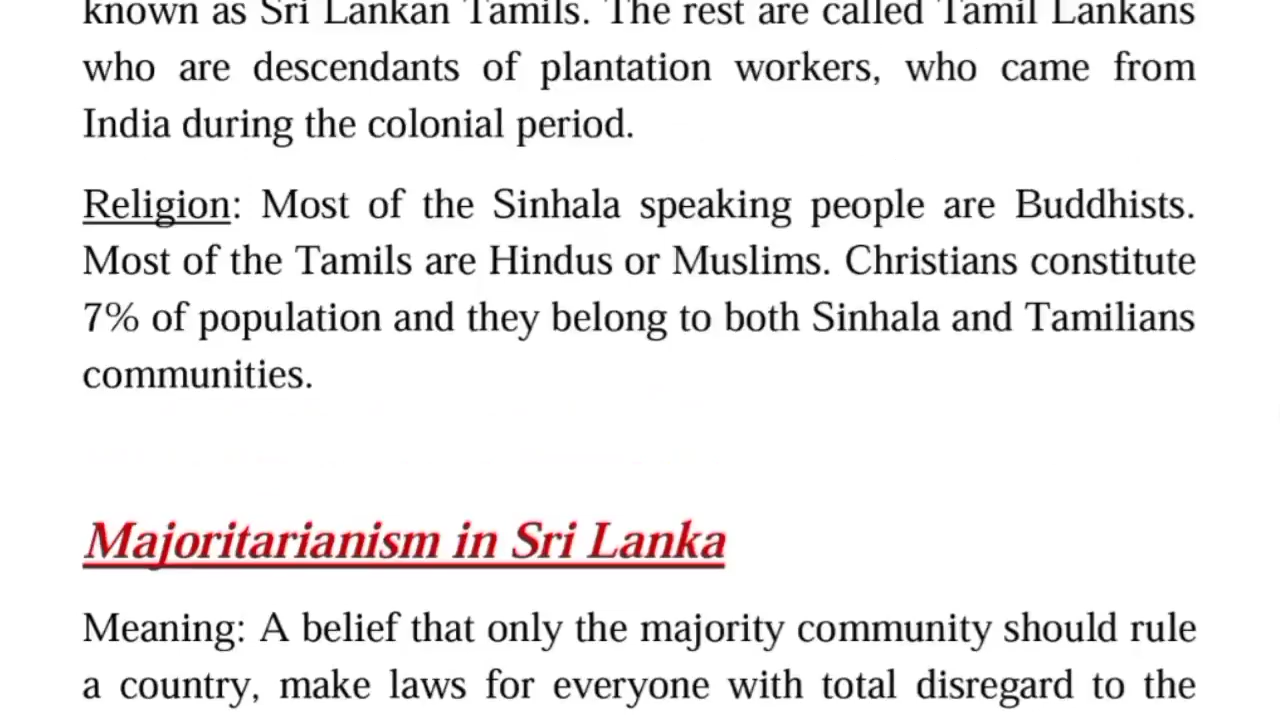 known as Sri Lankan Tamils. The rest are called Tamil Lankans
who are descendants of plantation workers, who came from
India during the colonial period.
Religion: Most of the Sinhala speaking people are Buddhists.
Most of the Tamils are Hindus or Muslims. Christians constitute
7% of population and they belong to both Sinhala and Tamilians
communities.
Majoritarianism in Sri Lanka
Meaning: A belief that only the majority community should rule
a country, make laws for everyone with total disregard to the